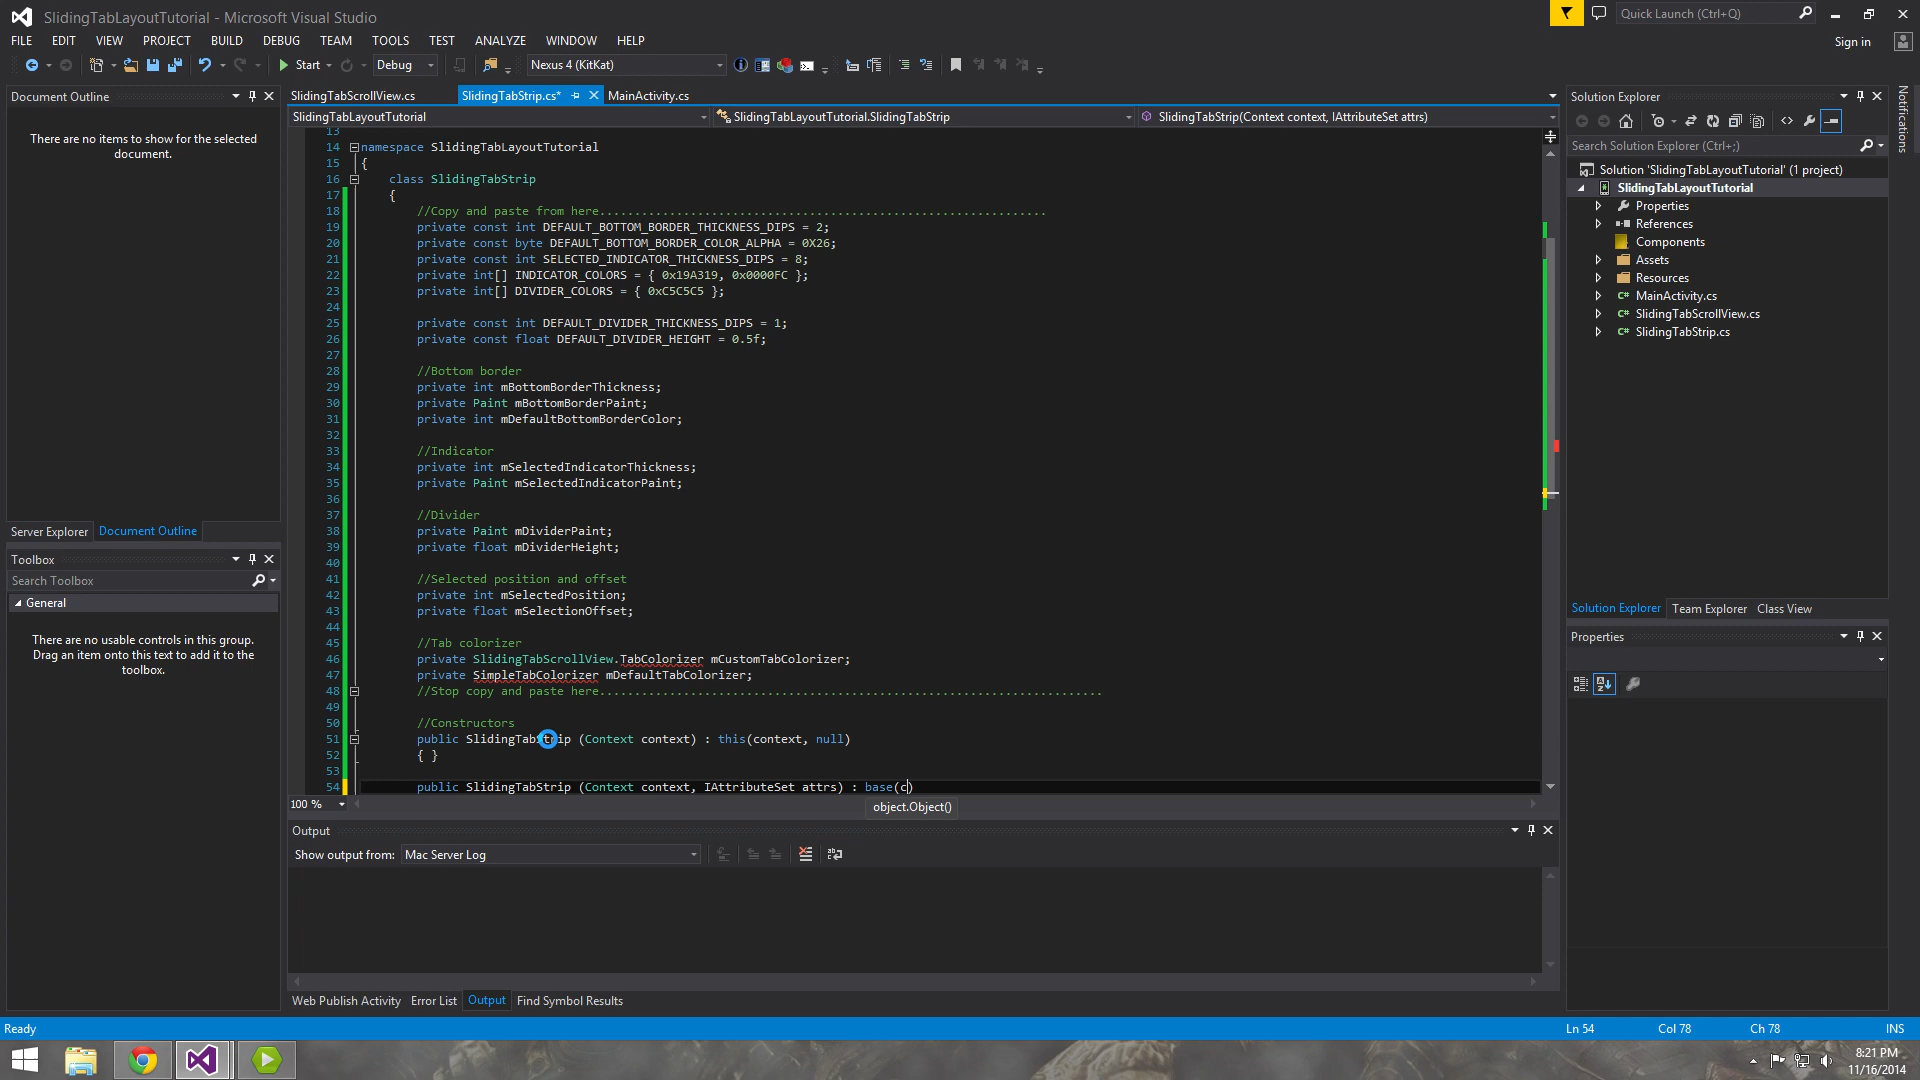 SlidingTabLayoutTutorial - Microsoft Visual Studio
Quick Launch (Ctrl+Q)
FILE EDIT VIEW PROJECT BUILD DEBUG TEAM TOOLS TEST ANALYZE WINDOW HELP
Sign in
Start Debug Nexus 4 (KitKat)
Document Outline
There are no items to show for the selected
document.
Server Explorer Document Outline
Toolbox
Search Toolbox
General
There are no usable controls in this group.
Drag an item onto this text to add it to the
toolbox.
SlidingTabScrollView.cs SlidingTabStrip.cs* MainActivity.cs
SlidingTabLayoutTutorial SlidingTabLayoutTutorial.SlidingTabStrip SlidingTabStrip(Context context, IAttributeSet attrs)
13
14 namespace SlidingTabLayoutTutorial
15 {
16 class SlidingTabStrip
17 {
18 //Copy and paste from here................................................................
19 private const int DEFAULT_BOTTOM_BORDER_THICKNESS_DIPS = 2;
20 private const byte DEFAULT_BOTTOM_BORDER_COLOR_ALPHA = 0X26;
21 private const int SELECTED_INDICATOR_THICKNESS_DIPS = 8;
22 private int[] INDICATOR_COLORS = { 0x19A319, 0x0000FC };
23 private int[] DIVIDER_COLORS = { 0xC5C5C5 };
24
25 private const int DEFAULT_DIVIDER_THICKNESS_DIPS = 1;
26 private const float DEFAULT_DIVIDER_HEIGHT = 0.5f;
27
28 //Bottom border
29 private int mBottomBorderThickness;
30 private Paint mBottomBorderPaint;
31 private int mDefaultBottomBorderColor;
32
33 //Indicator
34 private int mSelectedIndicatorThickness;
35 private Paint mSelectedIndicatorPaint;
36
37 //Divider
38 private Paint mDividerPaint;
39 private float mDividerHeight;
40
41 //Selected position and offset
42 private int mSelectedPosition;
43 private float mSelectionOffset;
44
45 //Tab colorizer
46 private SlidingTabScrollView.TabColorizer mCustomTabColorizer;
47 private SimpleTabColorizer mDefaultTabColorizer;
48 //Stop copy and paste here........................................................................
49
50 //Constructors
51 public SlidingTabStrip (Context context) : this(context, null)
52 { }
53
54 public SlidingTabStrip (Context context, IAttributeSet attrs) : base(c)
100 %
object.Object()
Output
Show output from: Mac Server Log
Web Publish Activity Error List Output Find Symbol Results
Solution Explorer
Search Solution Explorer (Ctrl+;)
Solution 'SlidingTabLayoutTutorial' (1 project)
SlidingTabLayoutTutorial
Properties
References
Components
Assets
Resources
C# MainActivity.cs
C# SlidingTabScrollView.cs
C# SlidingTabStrip.cs
Solution Explorer Team Explorer Class View
Properties
Notifications
Ready Ln 54 Col 78 Ch 78 INS
8:21 PM
11/16/2014